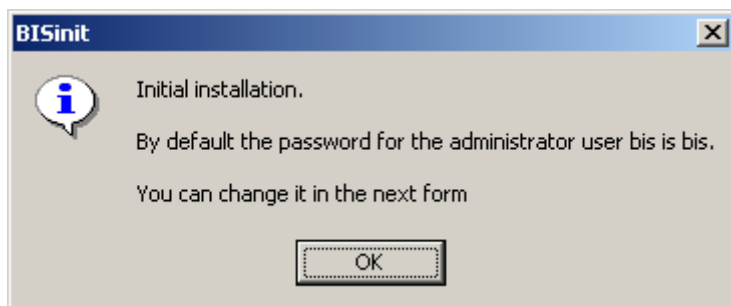 BISinit
Initial installation.
By default the password for the administrator user bis is bis.
You can change it in the next form
OK